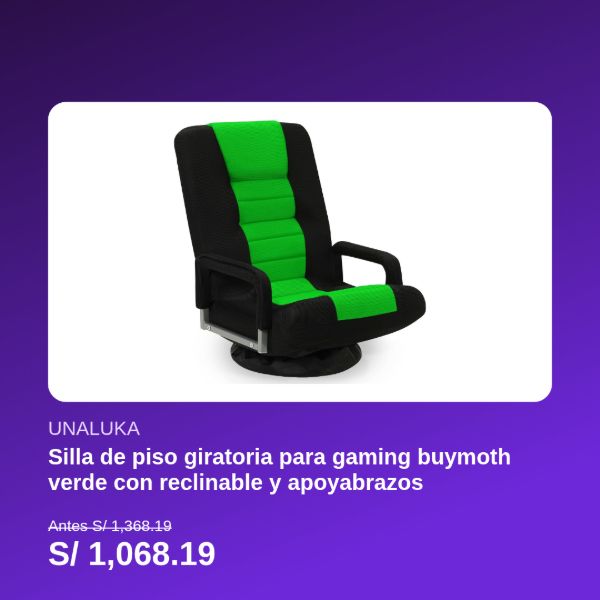 UNALUKA
Silla de piso giratoria para gaming buymoth
verde con reclinable y apoyabrazos
Antes S/ 1,368.19
S/ 1,068.19